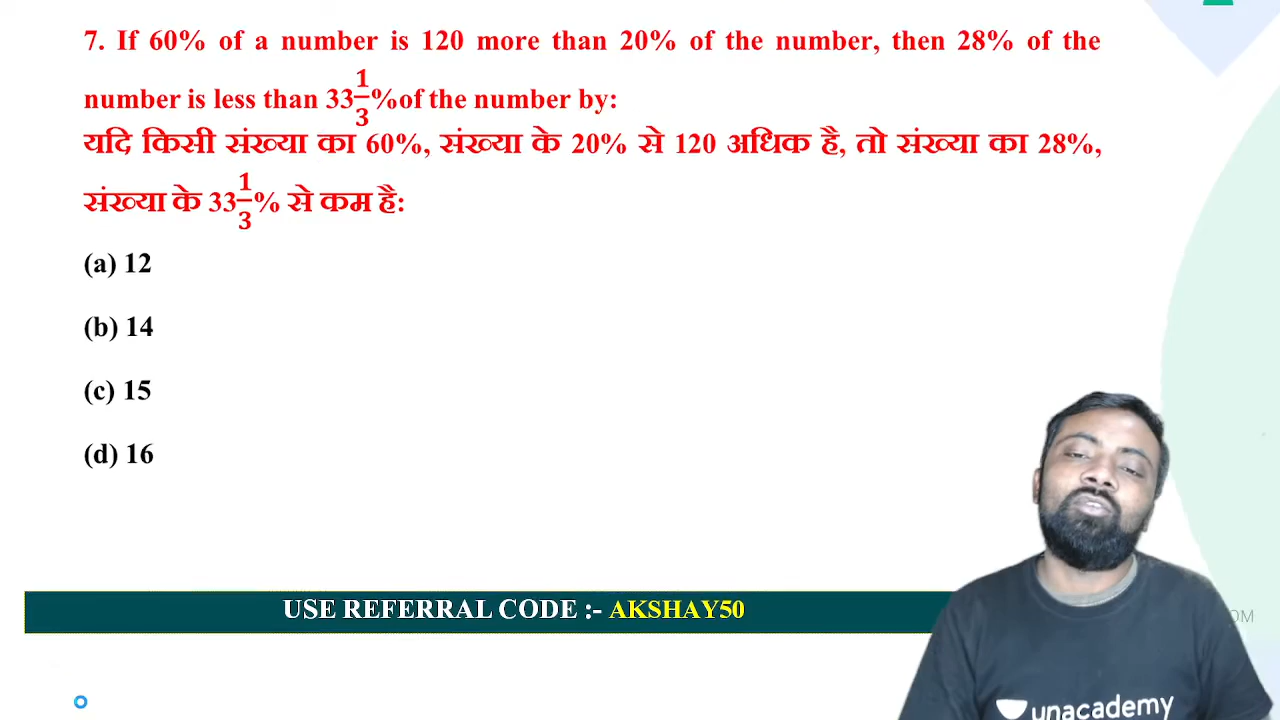 7. If 60% of a number is 120 more than 20% of the number, then 28% of the
number is less than 33 1/3 %of the number by:
यदि किसी संख्या का 60%, संख्या के 20% से 120 अधिक है, तो संख्या का 28%,
संख्या के 33 1/3 % से कम है:
(a) 12
(b) 14
(c) 15
(d) 16
USE REFERRAL CODE :- AKSHAY50
OM
unacademy